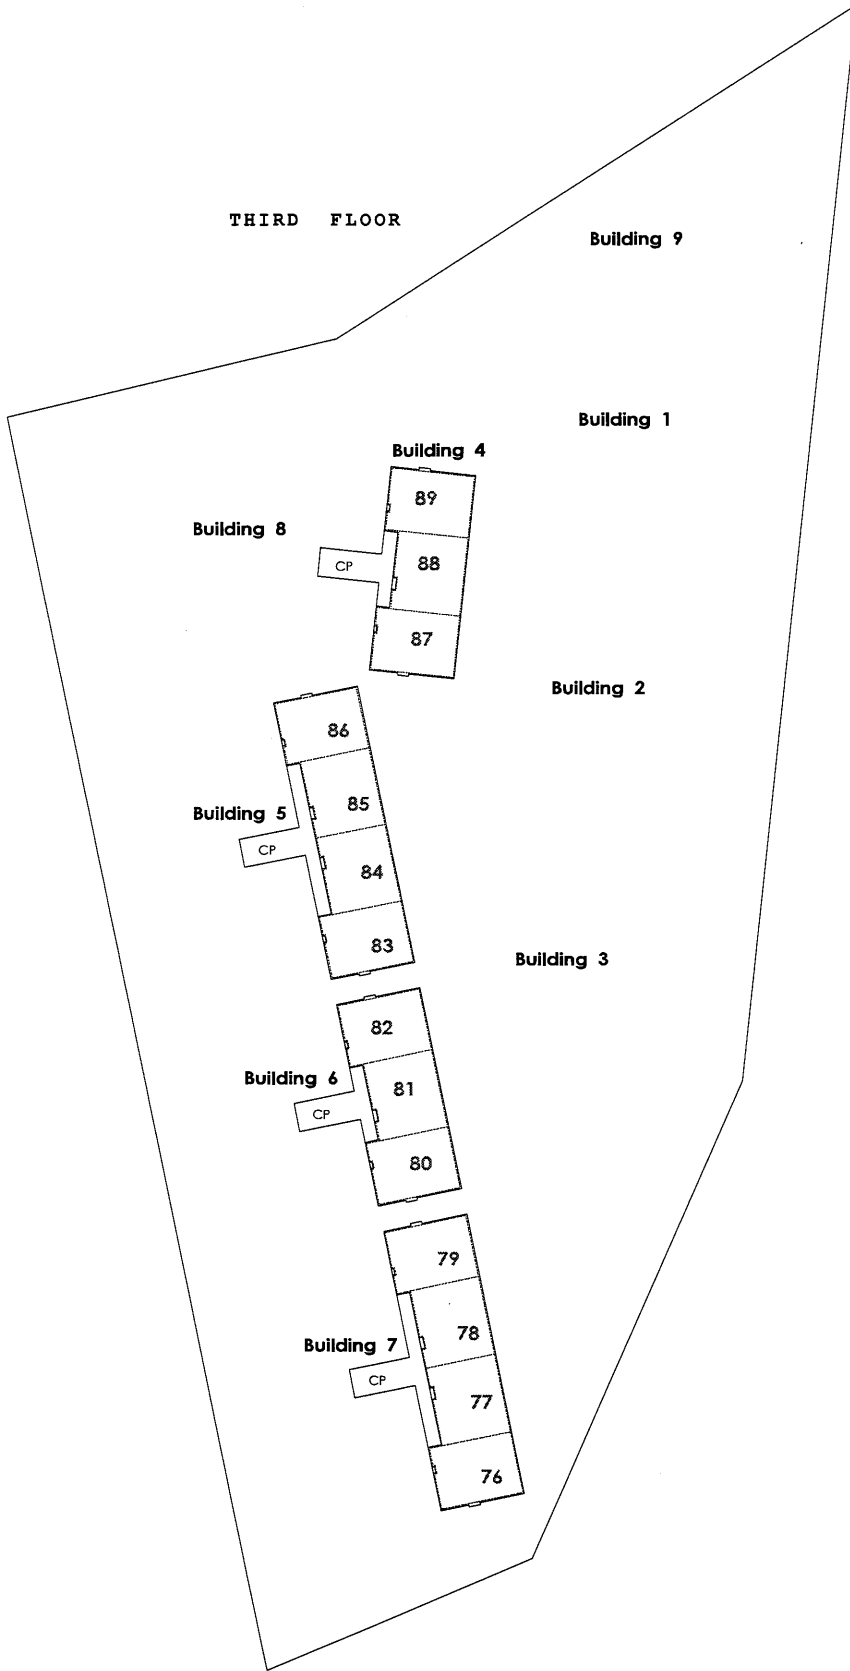 THIRD FLOOR
Building 9
Building 1
Building 4
89
Building 8
88
CP
87
Building 2
86
85
Building 5
CP
84
83
Building 3
82
Building 6
81
CP
80
79
78
Building 7
CP
77
76